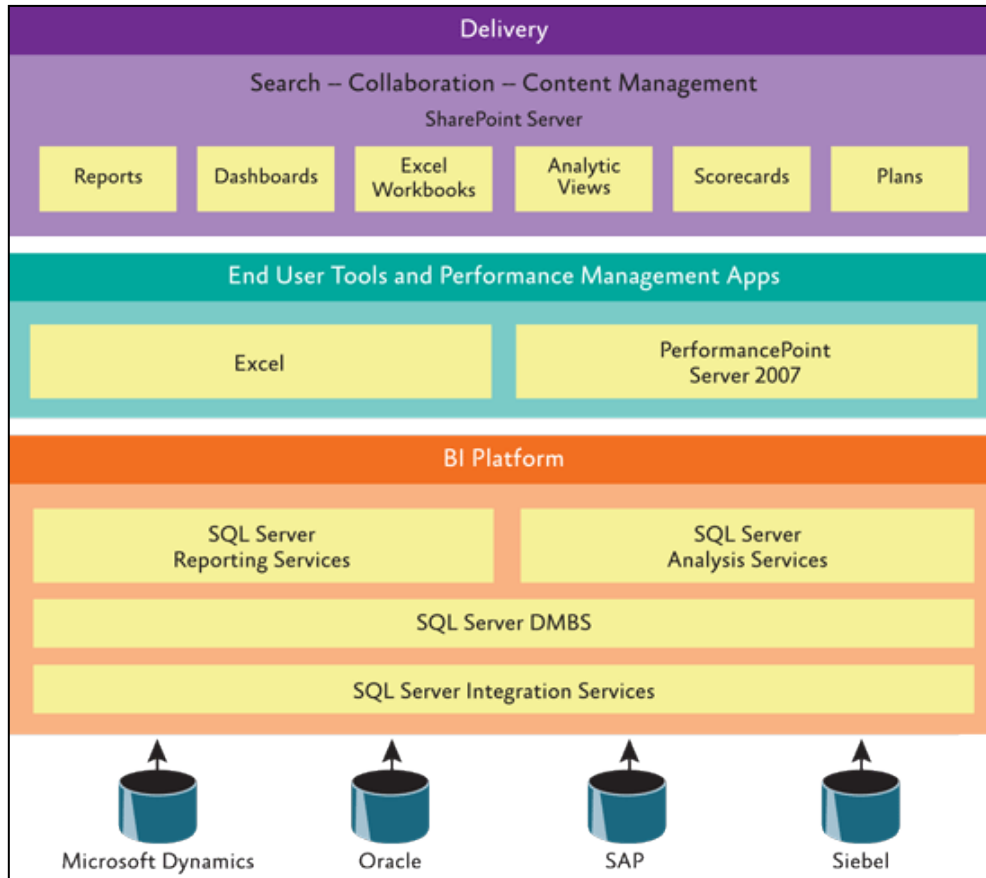 Delivery
Search – Collaboration – Content Management
SharePoint Server
Reports
Dashboards
Excel
Workbooks
Analytic
Views
Scorecards
Plans
End User Tools and Performance Management Apps
Excel
PerformancePoint
Server 2007
BI Platform
SQL Server
Reporting Services
SQL Server
Analysis Services
SQL Server DMBS
SQL Server Integration Services
Microsoft Dynamics
Oracle
SAP
Siebel